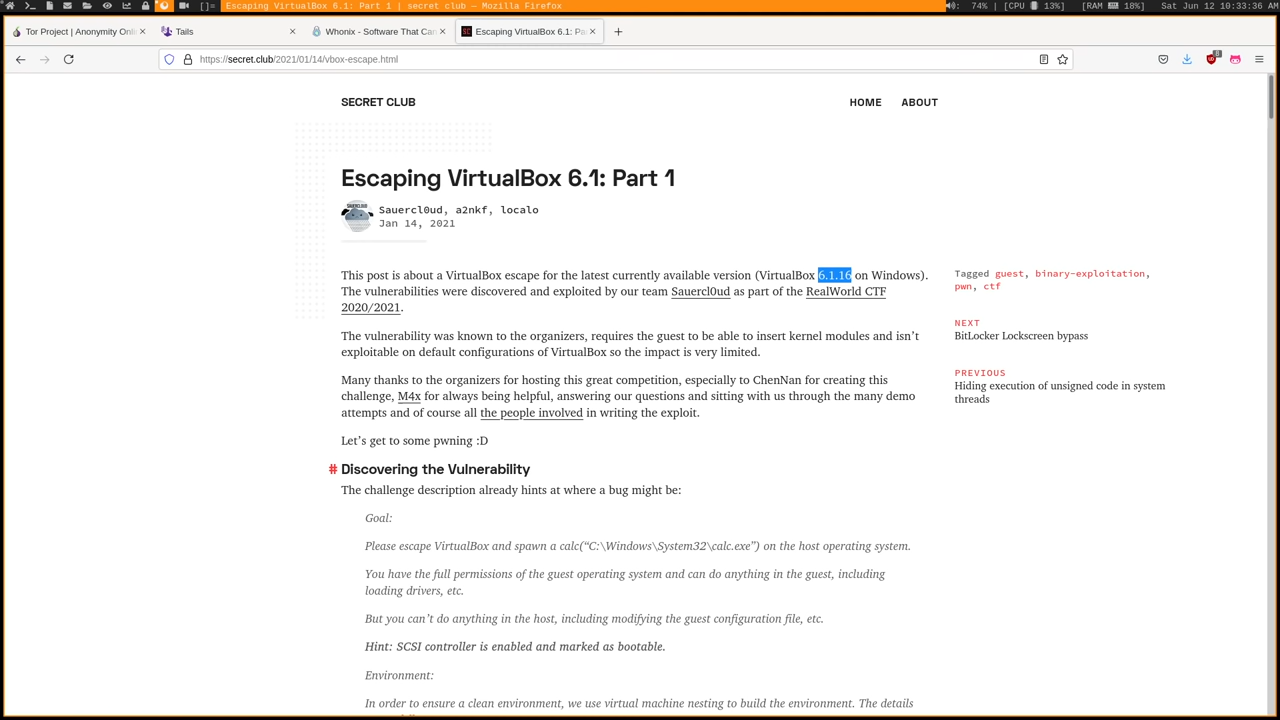 []= Escaping VirtualBox 6.1: Part 1 | secret club — Mozilla Firefox 74% | [CPU 13%] [RAM 18%] Sat Jun 12 10:33:36 AM
Tor Project | Anonymity Onli Tails Whonix - Software That Can Escaping VirtualBox 6.1: Pa
https://secret.club/2021/01/14/vbox-escape.html
SECRET CLUB HOME ABOUT
Escaping VirtualBox 6.1: Part 1
Sauercl0ud, a2nkf, localo
Jan 14, 2021
This post is about a VirtualBox escape for the latest currently available version (VirtualBox 6.1.16 on Windows).
The vulnerabilities were discovered and exploited by our team Sauercl0ud as part of the RealWorld CTF
2020/2021.
The vulnerability was known to the organizers, requires the guest to be able to insert kernel modules and isn’t
exploitable on default configurations of VirtualBox so the impact is very limited.
Many thanks to the organizers for hosting this great competition, especially to ChenNan for creating this
challenge, M4x for always being helpful, answering our questions and sitting with us through the many demo
attempts and of course all the people involved in writing the exploit.
Let’s get to some pwning :D
# Discovering the Vulnerability
The challenge description already hints at where a bug might be:
Goal:
Please escape VirtualBox and spawn a calc(“C:\Windows\System32\calc.exe”) on the host operating system.
You have the full permissions of the guest operating system and can do anything in the guest, including
loading drivers, etc.
But you can’t do anything in the host, including modifying the guest configuration file, etc.
Hint: SCSI controller is enabled and marked as bootable.
Environment:
In order to ensure a clean environment, we use virtual machine nesting to build the environment. The details
Tagged guest, binary-exploitation,
pwn, ctf
NEXT
BitLocker Lockscreen bypass
PREVIOUS
Hiding execution of unsigned code in system
threads